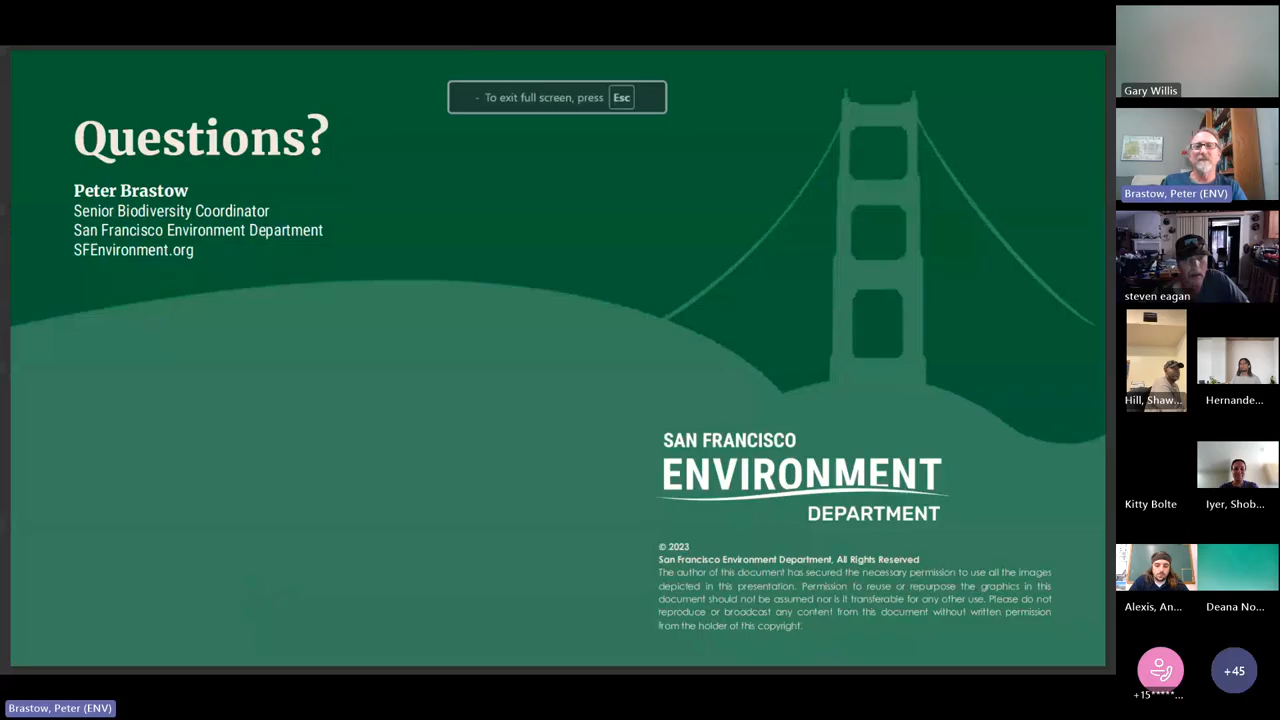 - To exit full screen, press Esc
Questions?
Peter Brastow
Senior Biodiversity Coordinator
San Francisco Environment Department
SFEnvironment.org
SAN FRANCISCO
ENVIRONMENT
DEPARTMENT
© 2023
San Francisco Environment Department, All Rights Reserved
The author of this document has secured the necessary permission to use all the images
depicted in this presentation. Permission to reuse or repurpose the graphics in this
document should not be assumed nor is it transferable for any other use. Please do not
reproduce or broadcast any content from this document without written permission
from the holder of this copyright.
Gary Willis
Brastow, Peter (ENV)
steven eagan
Hill, Shaw...
Hernande...
Kitty Bolte
Iyer, Shob...
Alexis, An...
Deana No...
+15*****...
+45
Brastow, Peter (ENV)